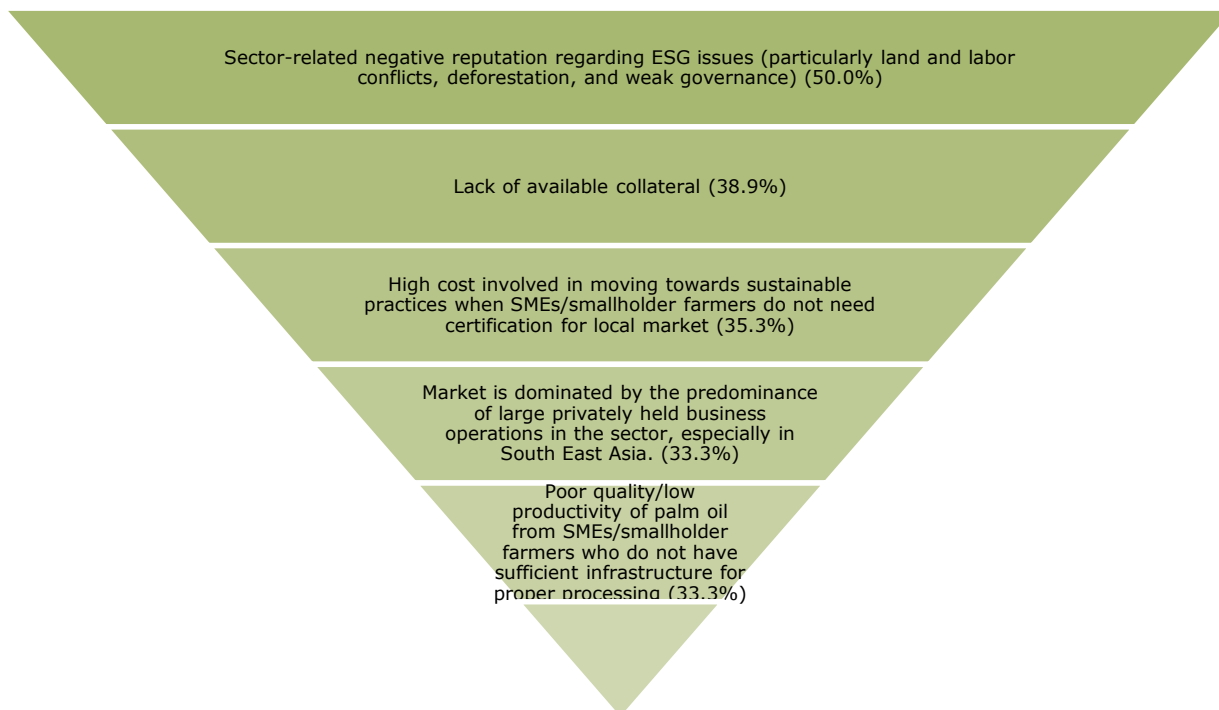 Sector-related negative reputation regarding ESG issues (particularly land and labor
conflicts, deforestation, and weak governance) (50.0%)
Lack of available collateral (38.9%)
High cost involved in moving towards sustainable
practices when SMEs/smallholder farmers do not need
certification for local market (35.3%)
Market is dominated by the predominance
of large privately held business
operations in the sector, especially in
South East Asia. (33.3%)
Poor quality/low
productivity of palm oil
from SMEs/smallholder
farmers who do not have
sufficient infrastructure for
proper processing (33.3%)